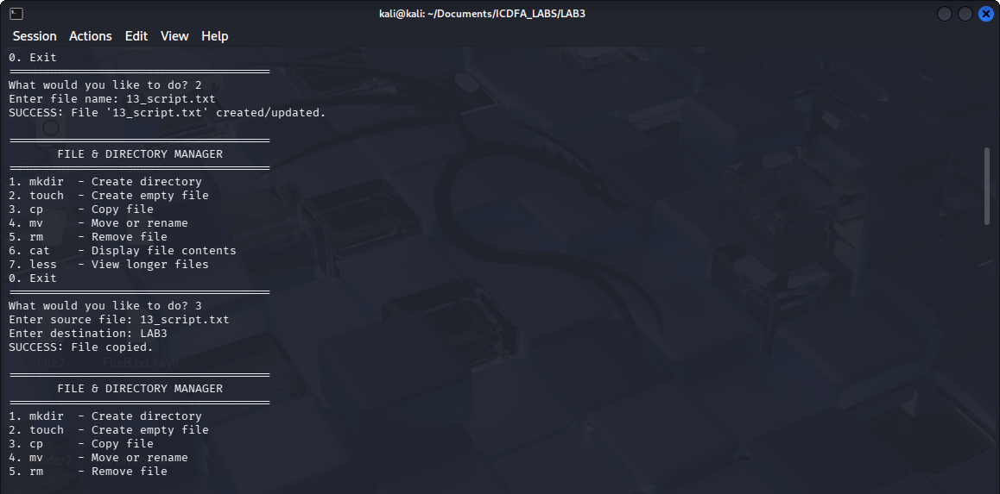 kali@kali: ~/Documents/ICDFA_LABS/LAB3
Session Actions Edit View Help
0. Exit
=======================================
What would you like to do? 2
Enter file name: 13_script.txt
SUCCESS: File '13_script.txt' created/updated.
=======================================
FILE & DIRECTORY MANAGER
=======================================
1. mkdir - Create directory
2. touch - Create empty file
3. cp - Copy file
4. mv - Move or rename
5. rm - Remove file
6. cat - Display file contents
7. less - View longer files
0. Exit
=======================================
What would you like to do? 3
Enter source file: 13_script.txt
Enter destination: LAB3
SUCCESS: File copied.
File2 FileB.txt.save
=======================================
FILE & DIRECTORY MANAGER
=======================================
1. mkdir - Create directory
2. touch - Create empty file
3. cp - Copy file
4. mv - Move or rename
5. rm - Remove file